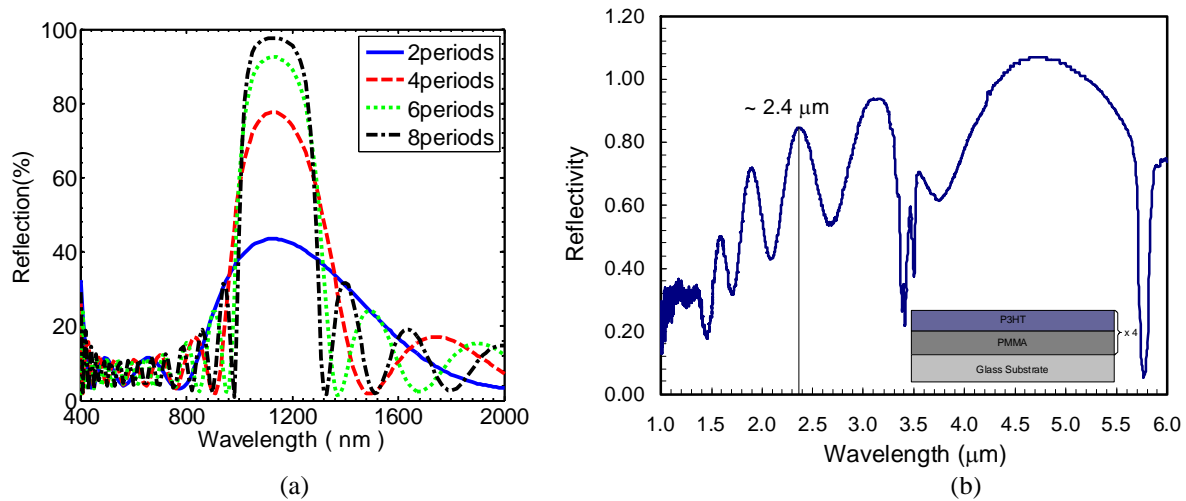 100
80
60
40
20
0
Reflection(%)
2periods
4periods
6periods
8periods
400 800 1200 1600 2000
Wavelength ( nm )
(a)
1.20
1.00
0.80
0.60
0.40
0.20
0.00
Reflectivity
~ 2.4 μm
P3HT
PMMA
Glass Substrate
x 4
1.0 1.5 2.0 2.5 3.0 3.5 4.0 4.5 5.0 5.5 6.0
Wavelength (μm)
(b)